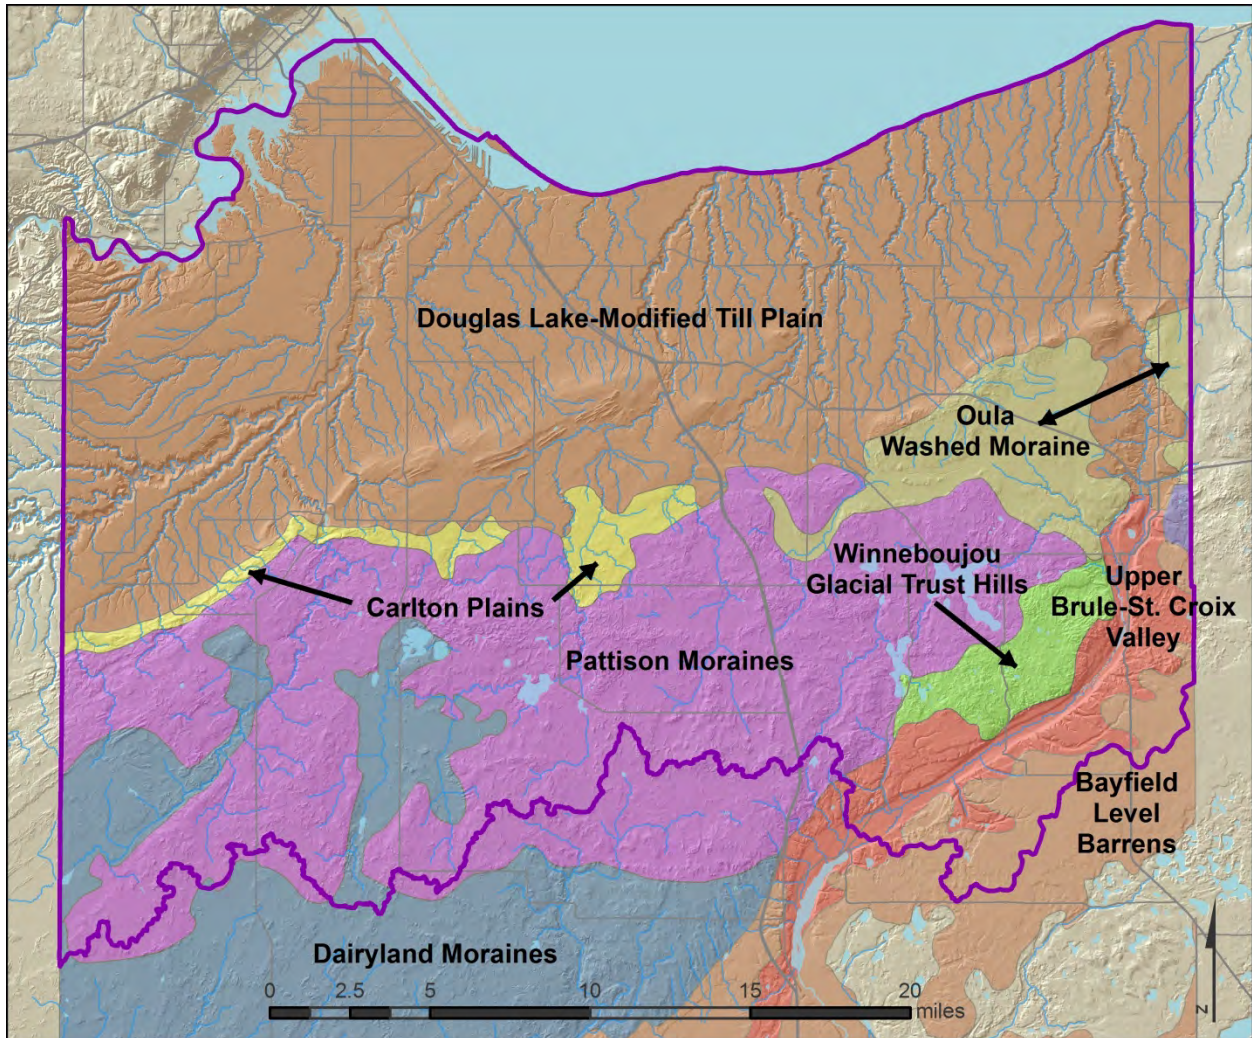 Douglas Lake-Modified Till Plain
Oula
Washed Moraine
Winneboujou
Glacial Trust Hills
Upper
Brule-St. Croix
Valley
Carlton Plains
Pattison Moraines
Bayfield
Level
Barrens
Dairyland Moraines
0 2.5 5 10 15 20
miles
N